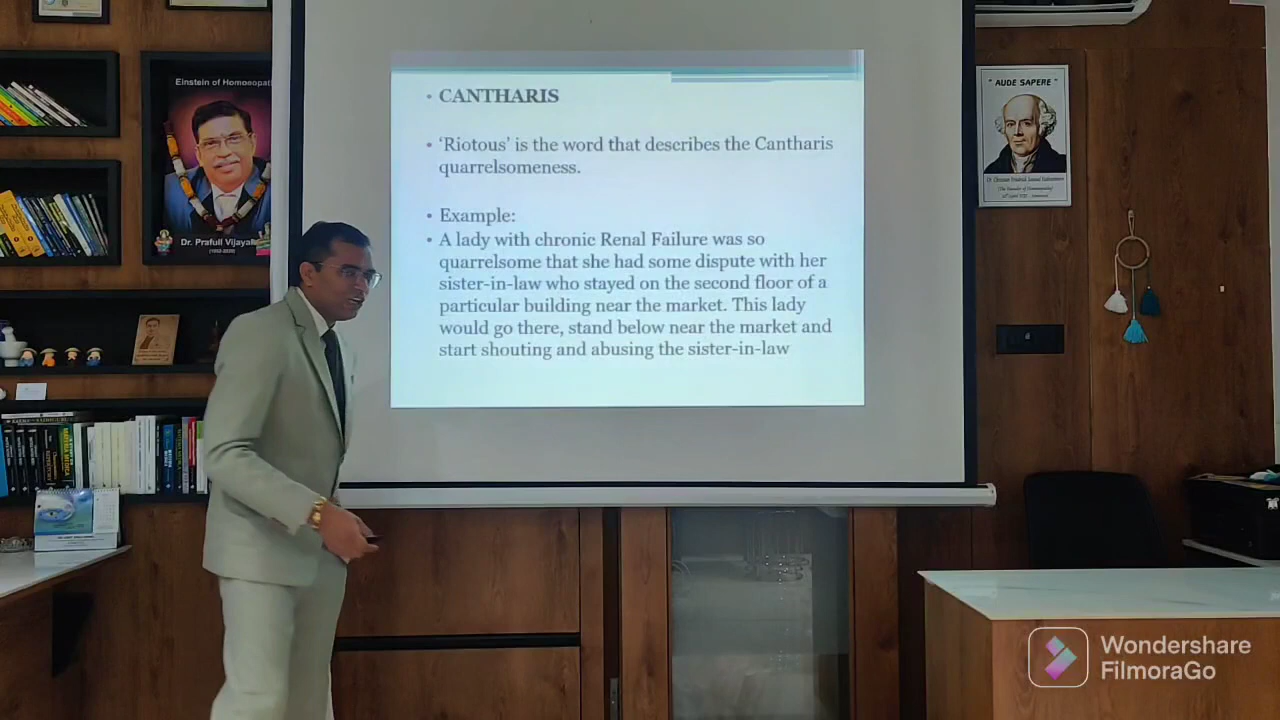 • CANTHARIS
• ‘Riotous’ is the word that describes the Cantharis
quarrelsomeness.
• Example:
• A lady with chronic Renal Failure was so
quarrelsome that she had some dispute with her
sister-in-law who stayed on the second floor of a
particular building near the market. This lady
would go there, stand below near the market and
start shouting and abusing the sister-in-law
Einstein of Homoeopat
Dr. Prafull Vijayak
" AUDE SAPERE "
Wondershare
FilmoraGo